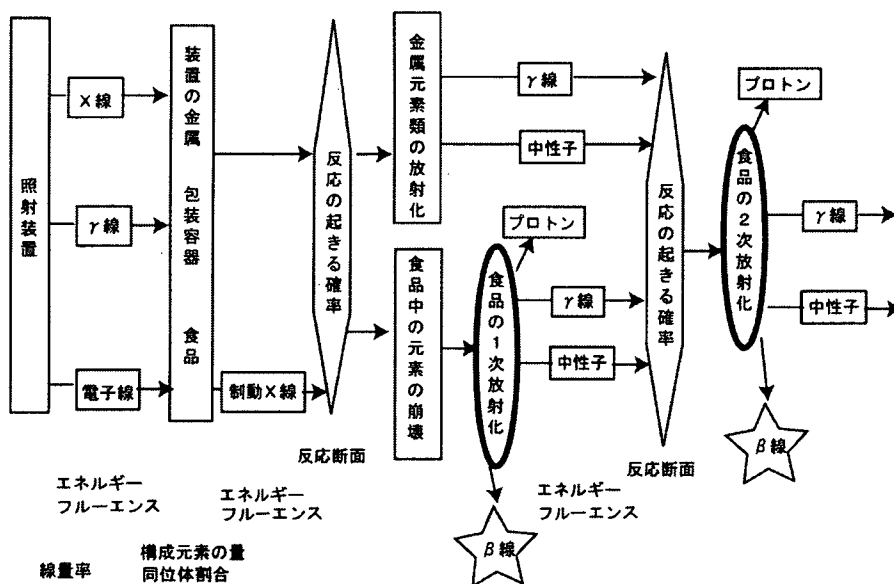 照射装置
X線
γ線
電子線
装置の金属 包装容器 食品
制動X線
反応の起きる確率
反応断面
金属元素類の放射化
食品中の元素の崩壊
γ線
中性子
プロトン
食品の1次放射化
γ線
中性子
β線
反応の起きる確率
反応断面
プロトン
食品の2次放射化
γ線
中性子
β線
エネルギー
フルーエンス
エネルギー
フルーエンス
エネルギー
フルーエンス
線量率
構成元素の量
同位体割合